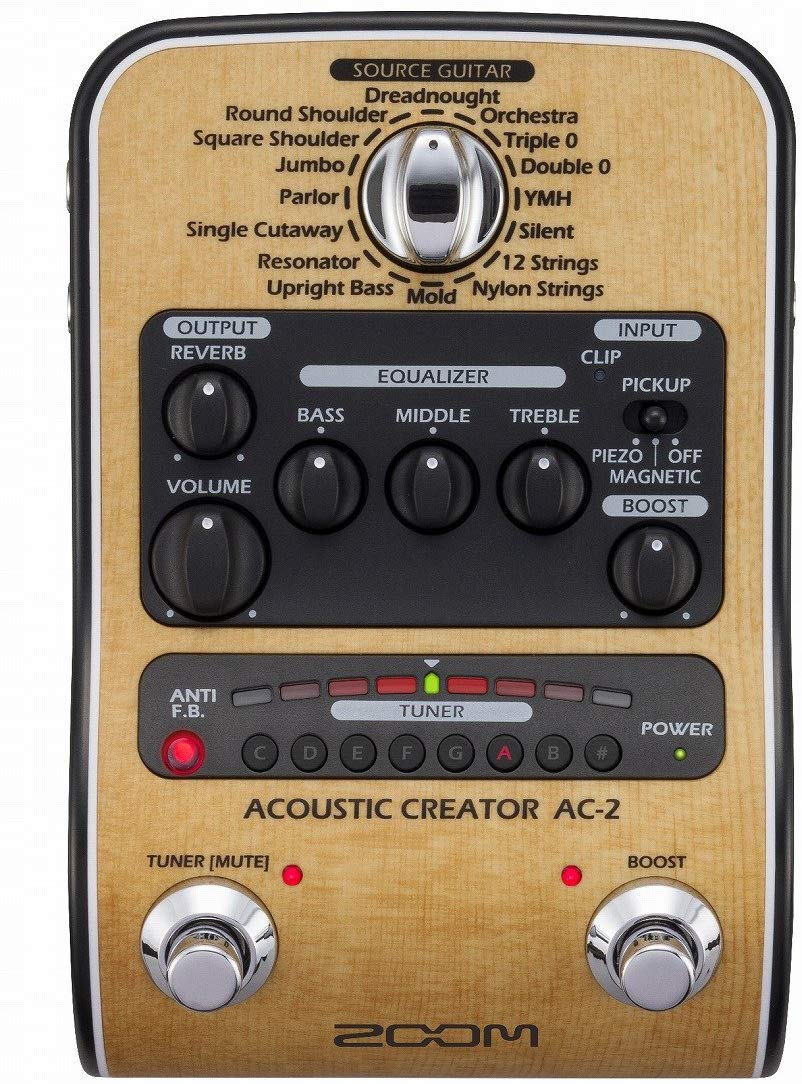 SOURCE GUITAR
Dreadnought
Round Shoulder
Orchestra
Square Shoulder
Triple 0
Jumbo
Double 0
Parlor
YMH
Single Cutaway
Silent
Resonator
12 Strings
Upright Bass
Mold
Nylon Strings
OUTPUT
INPUT
REVERB
CLIP
EQUALIZER
PICKUP
BASS
MIDDLE
TREBLE
PIEZO
OFF
MAGNETIC
VOLUME
BOOST
ANTI
F.B.
TUNER
POWER
C D E F G A B #
ACOUSTIC CREATOR AC-2
TUNER [MUTE]
BOOST
ZOOM